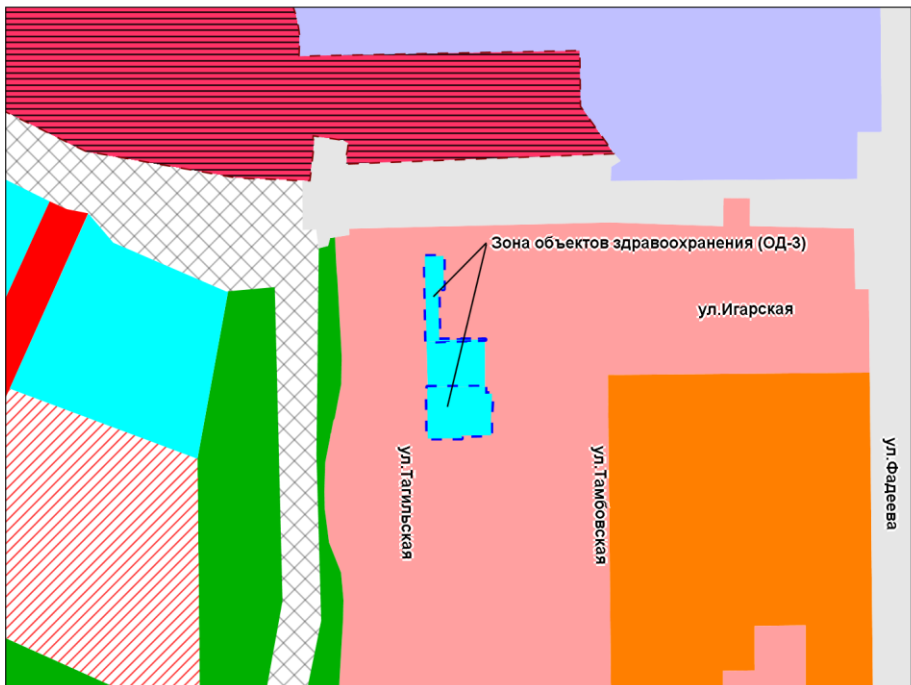 Зона объектов здравоохранения (ОД-3)
ул.Игарская
ул.Тагильская
ул.Тамбовская
ул.Фадеева